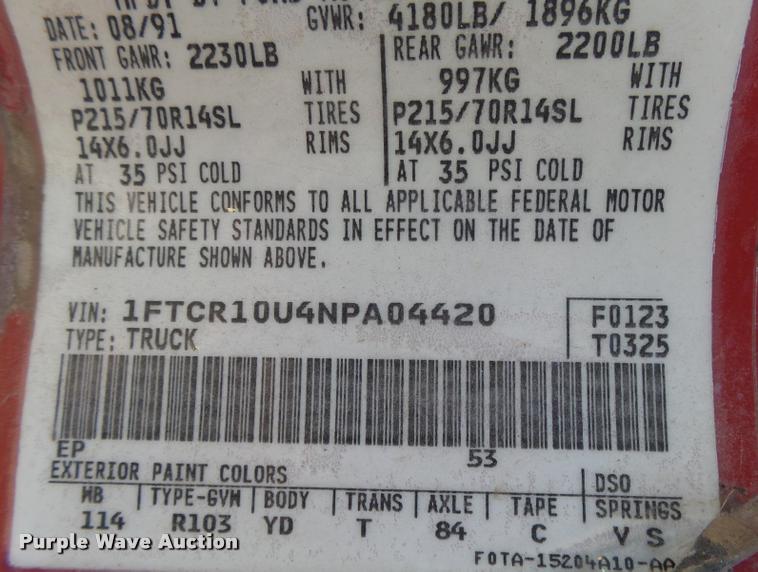 DATE: 08/91 GVWR: 4180LB/ 1896KG
FRONT GAWR: 2230LB REAR GAWR: 2200LB
1011KG WITH 997KG WITH
P215/70R14SL TIRES P215/70R14SL TIRES
14X6.0JJ RIMS 14X6.0JJ RIMS
AT 35 PSI COLD AT 35 PSI COLD
THIS VEHICLE CONFORMS TO ALL APPLICABLE FEDERAL MOTOR
VEHICLE SAFETY STANDARDS IN EFFECT ON THE DATE OF
MANUFACTURE SHOWN ABOVE.
VIN: 1FTCR10U4NPA04420 F0123
TYPE: TRUCK T0325
EP 53
EXTERIOR PAINT COLORS DSO
WB TYPE-GVM BODY TRANS AXLE TAPE SPRINGS
114 R103 YD T 84 C V S
F0TA-15204A10-AA
Purple Wave Auction